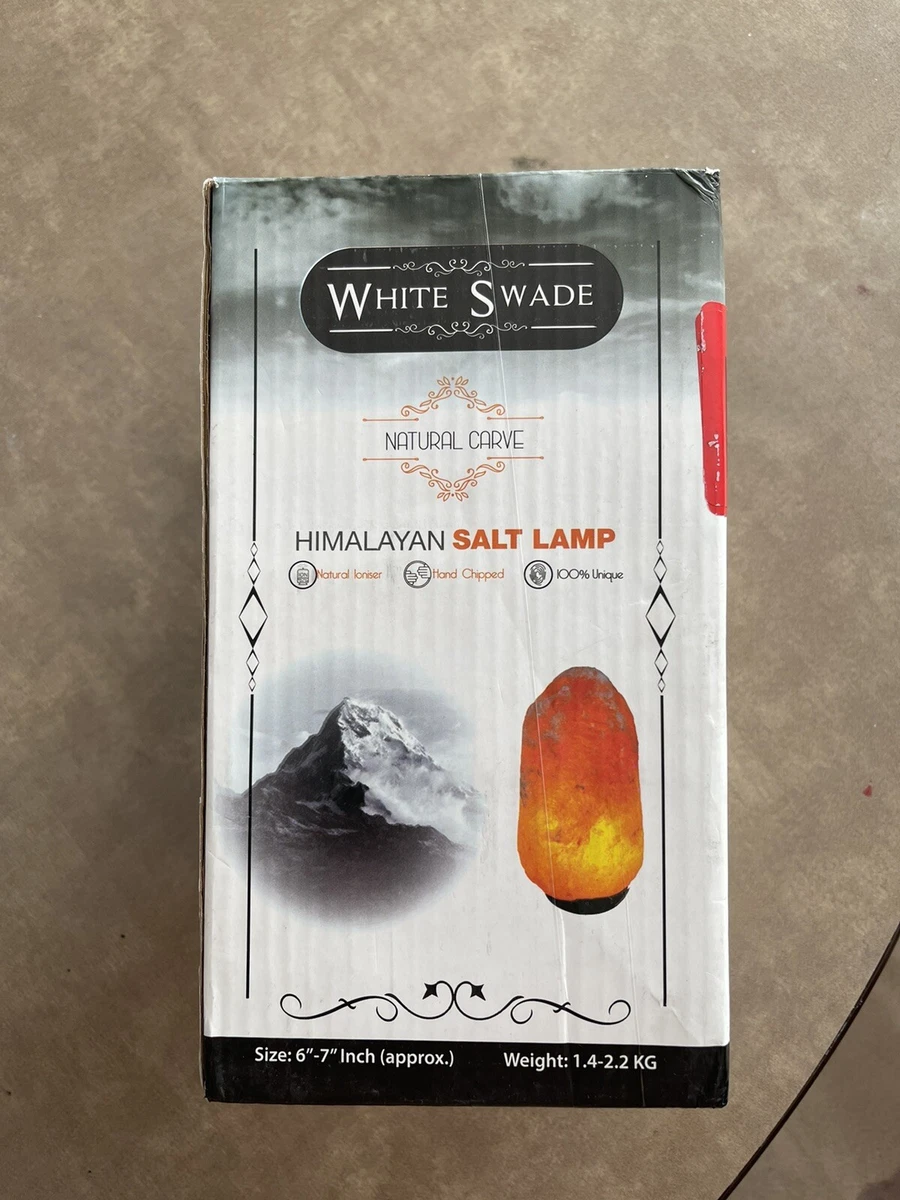 WHITE SWADE
NATURAL CARVE
HIMALAYAN SALT LAMP
Natural Ioniser Hand Chipped 100% Unique
Size: 6”-7” Inch (approx.) Weight: 1.4-2.2 KG